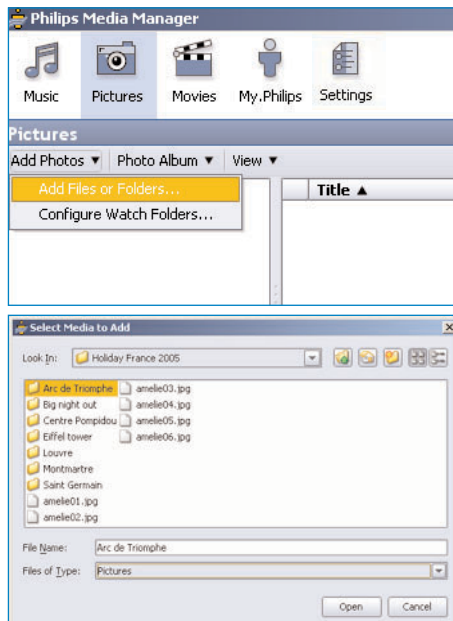 Philips Media Manager
Music Pictures Movies My.Philips Settings
Pictures
Add Photos ▼ Photo Album ▼ View ▼
Add Files or Folders... Title ▲
Configure Watch Folders...
Select Media to Add
Look In: Holiday France 2005
Arc de Triomphe amelie03.jpg
Big night out amelie04.jpg
Centre Pompidou amelie05.jpg
Eiffel tower amelie06.jpg
Louvre
Montmartre
Saint Germain
amelie01.jpg
amelie02.jpg
File Name: Arc de Triomphe
Files of Type: Pictures
Open Cancel